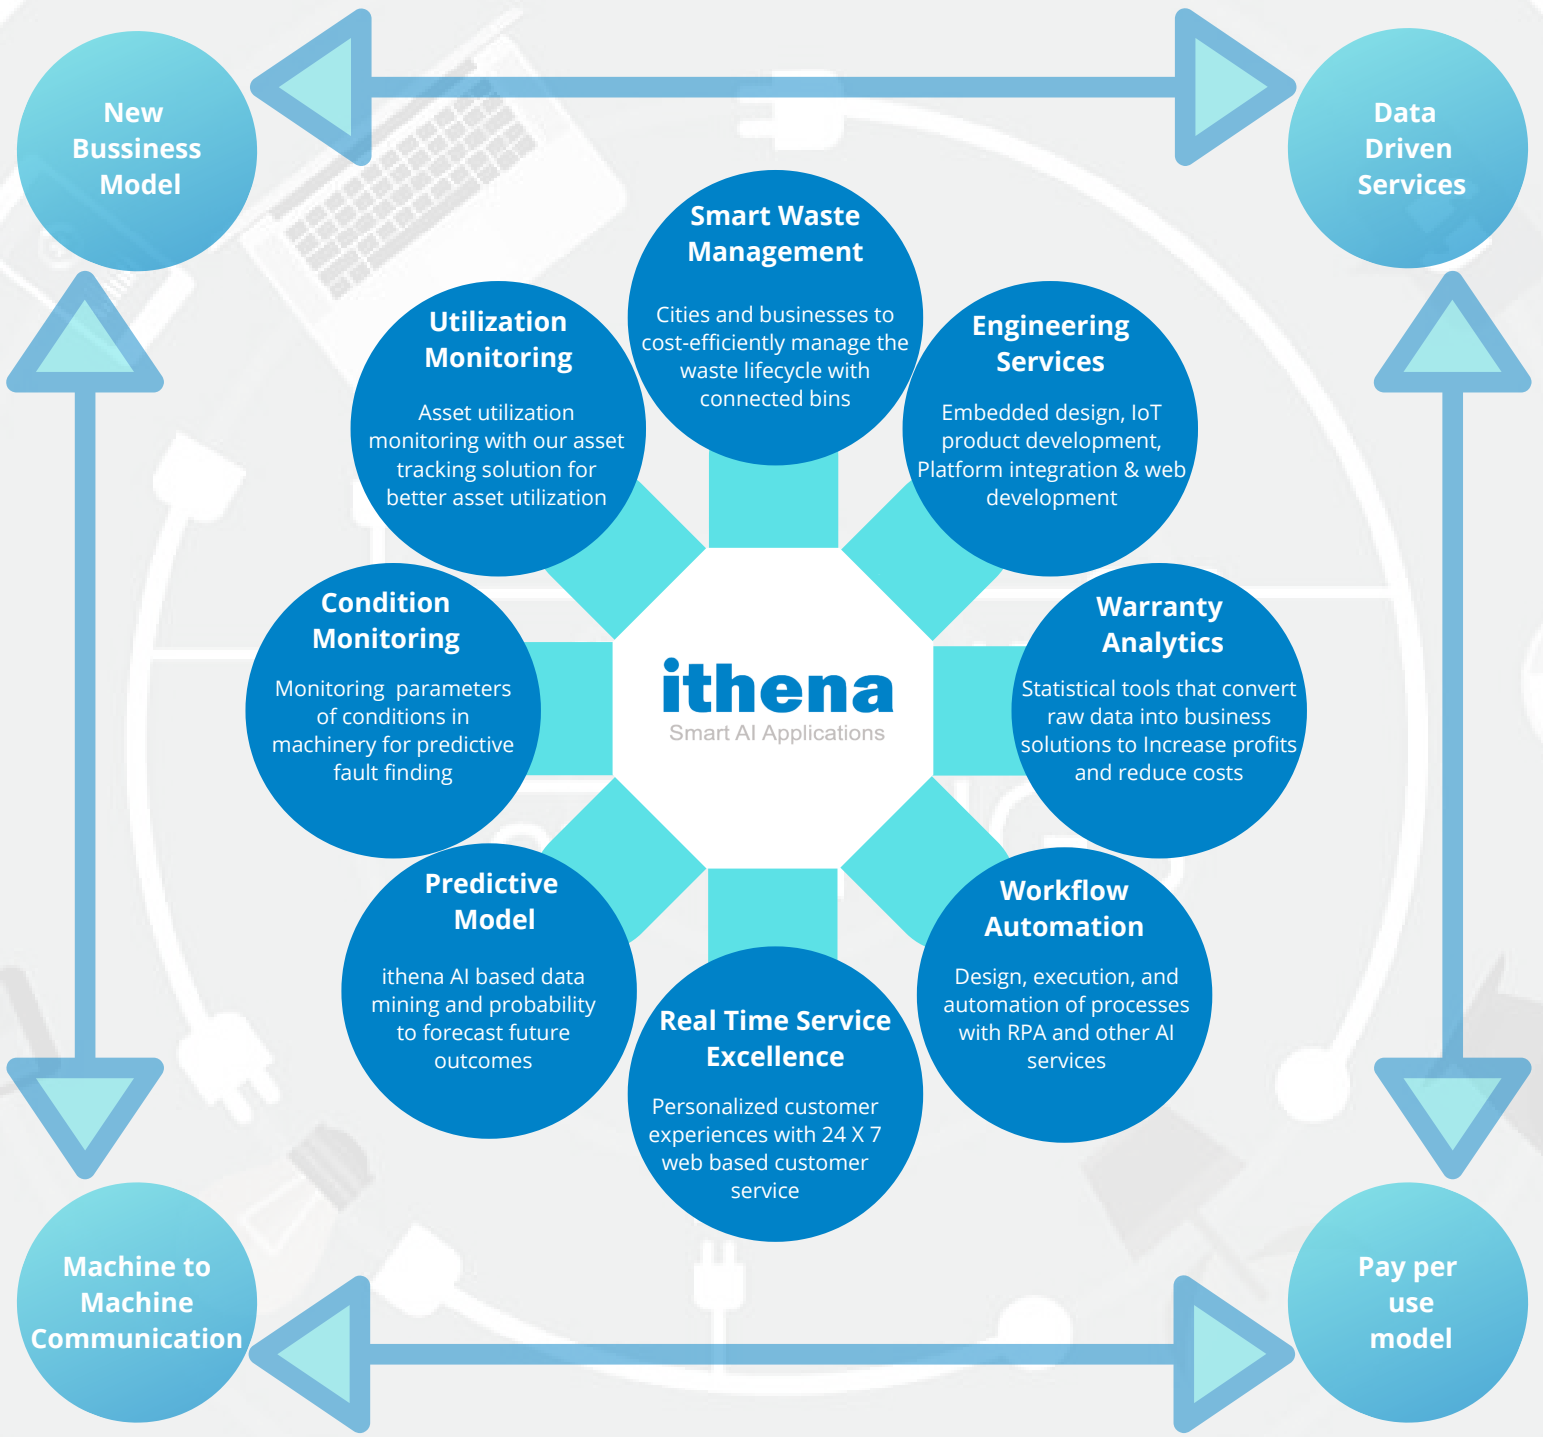 New
Bussiness
Model
Data
Driven
Services
Smart Waste
Management
Cities and businesses to
cost-efficiently manage the
waste lifecycle with
connected bins
Utilization
Monitoring
Asset utilization
monitoring with our asset
tracking solution for
better asset utilization
Engineering
Services
Embedded design, IoT
product development,
Platform integration & web
development
Condition
Monitoring
Monitoring parameters
of conditions in
machinery for predictive
fault finding
ithena
Smart AI Applications
Warranty
Analytics
Statistical tools that convert
raw data into business
solutions to Increase profits
and reduce costs
Predictive
Model
ithena AI based data
mining and probability
to forecast future
outcomes
Workflow
Automation
Design, execution, and
automation of processes
with RPA and other AI
services
Real Time Service
Excellence
Personalized customer
experiences with 24 X 7
web based customer
service
Machine to
Machine
Communication
Pay per
use
model